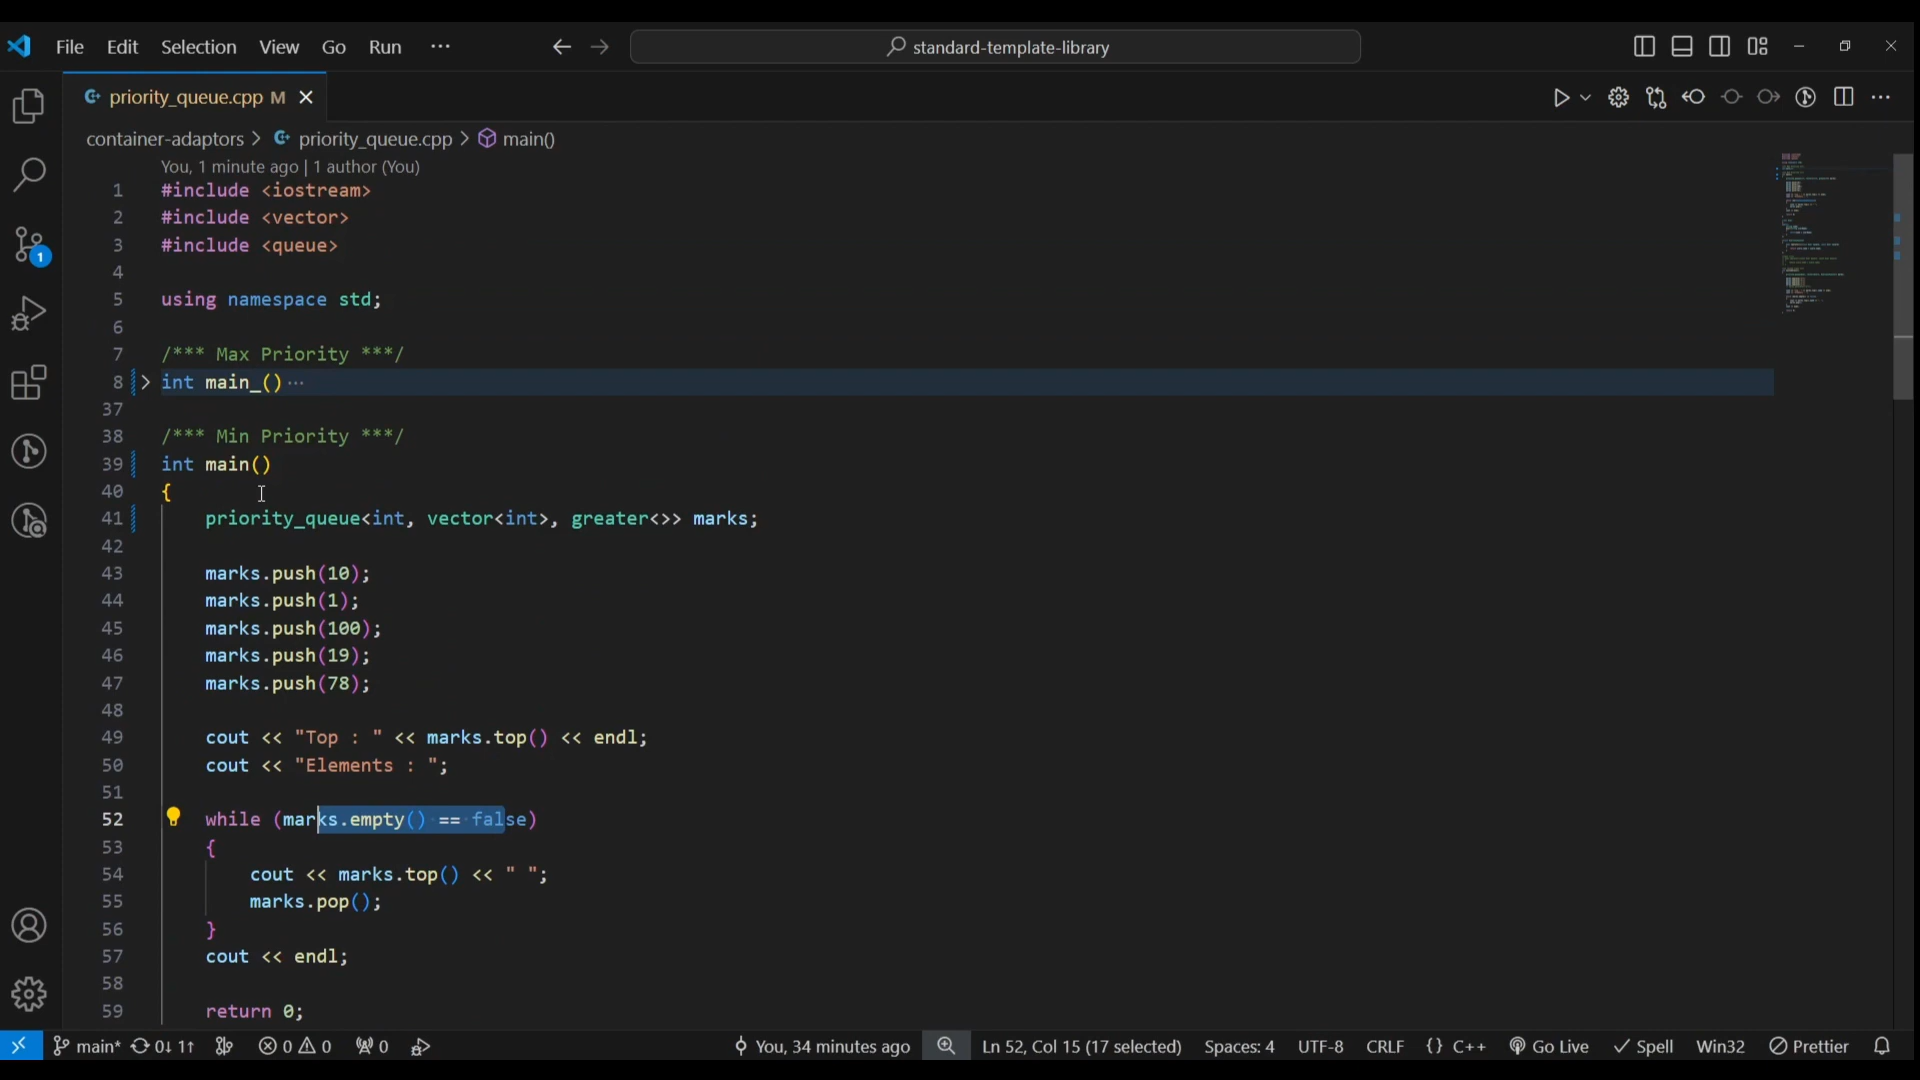 File Edit Selection View Go Run ··· standard-template-library
priority_queue.cpp M
container-adaptors > priority_queue.cpp > main()
You, 1 minute ago | 1 author (You)
1 #include <iostream>
2 #include <vector>
3 #include <queue>
4
5 using namespace std;
6
7 /*** Max Priority ***/
8 int main_()···
37
38 /*** Min Priority ***/
39 int main()
40 {
41 priority_queue<int, vector<int>, greater<>> marks;
42
43 marks.push(10);
44 marks.push(1);
45 marks.push(100);
46 marks.push(19);
47 marks.push(78);
48
49 cout << "Top : " << marks.top() << endl;
50 cout << "Elements : ";
51
52 while (marks.empty() == false)
53 {
54 cout << marks.top() << " ";
55 marks.pop();
56 }
57 cout << endl;
58
59 return 0;
1
main* 0↓ 1↑ 0 0 0 You, 34 minutes ago Ln 52, Col 15 (17 selected) Spaces: 4 UTF-8 CRLF {} C++ Go Live Spell Win32 Prettier